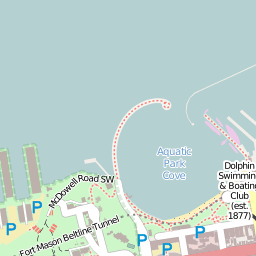 Aquatic
Park
Cove
Dolphin
Swimming
& Boating
Club
(est.
1877)
McDowell Road SW
Fort Mason Beltline Tunnel
P
P
P
P
P